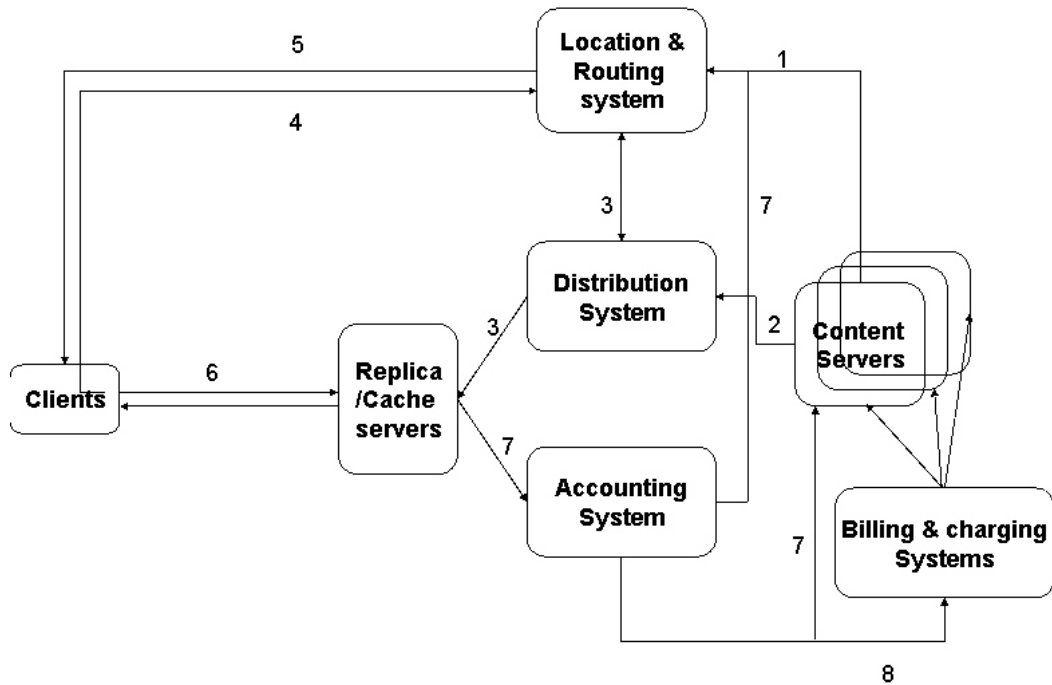 Location &
Routing
system
5
4
1
3
7
Distribution
System
3
2
Content
Servers
Clients
6
Replica
/Cache
servers
7
Accounting
System
7
Billing & charging
Systems
8